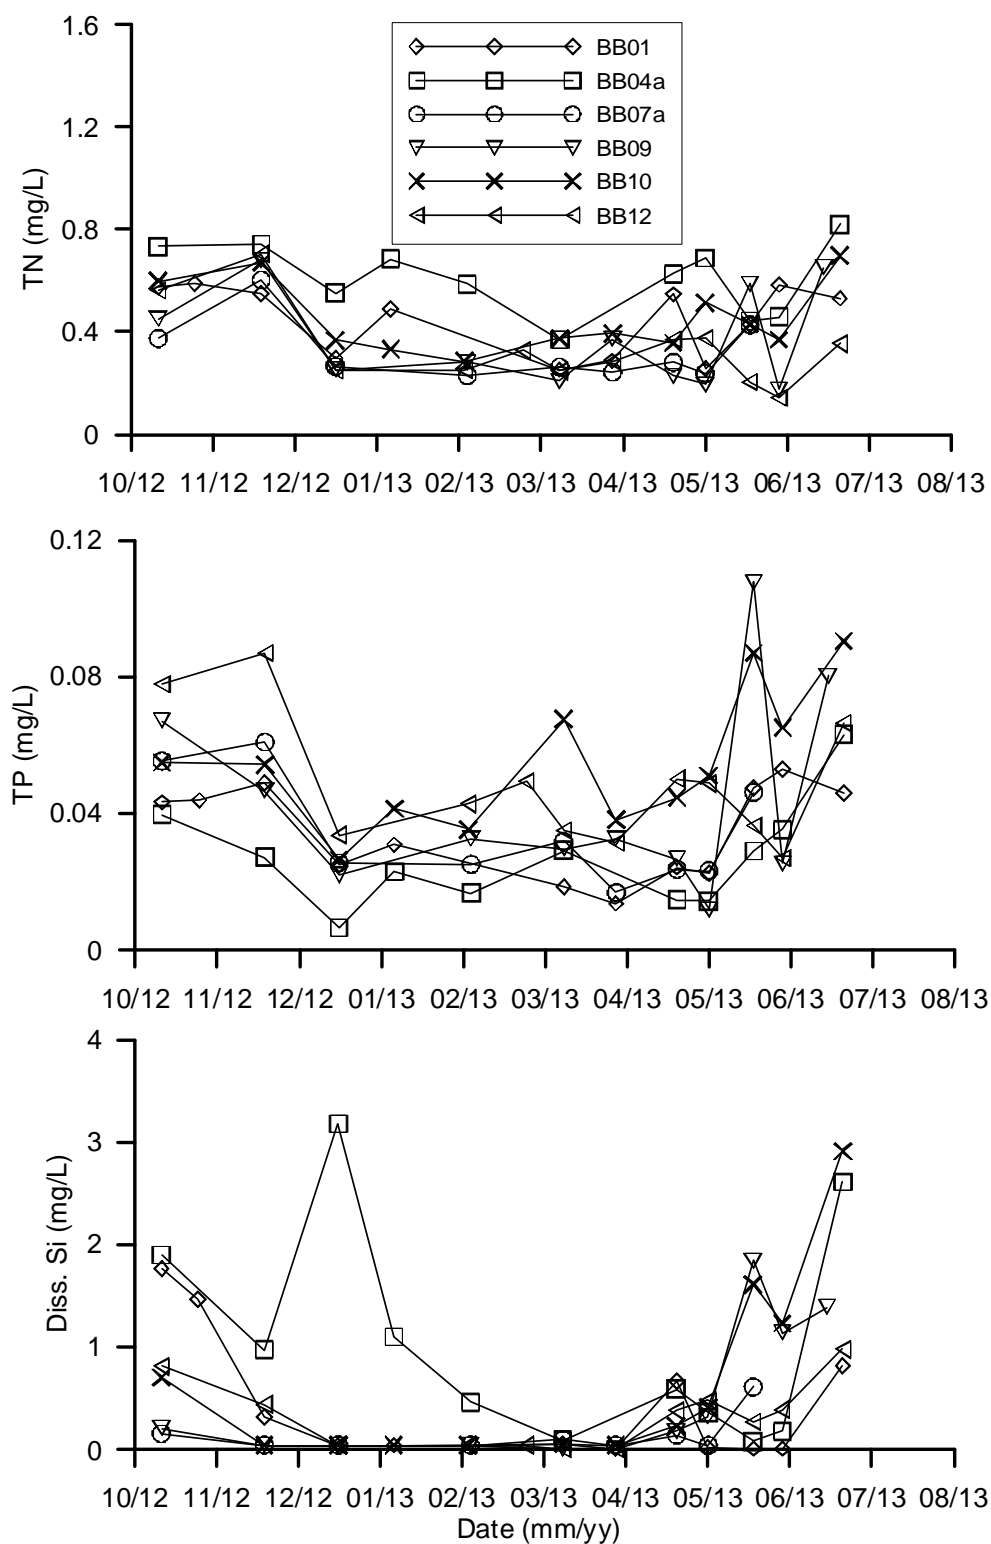 1.6
1.2
0.8
0.4
0
TN (mg/L)
BB01
BB04a
BB07a
BB09
BB10
BB12
10/12 11/12 12/12 01/13 02/13 03/13 04/13 05/13 06/13 07/13 08/13
0.12
0.08
0.04
0
TP (mg/L)
10/12 11/12 12/12 01/13 02/13 03/13 04/13 05/13 06/13 07/13 08/13
4
3
2
1
0
Diss. Si (mg/L)
10/12 11/12 12/12 01/13 02/13 03/13 04/13 05/13 06/13 07/13 08/13
Date (mm/yy)